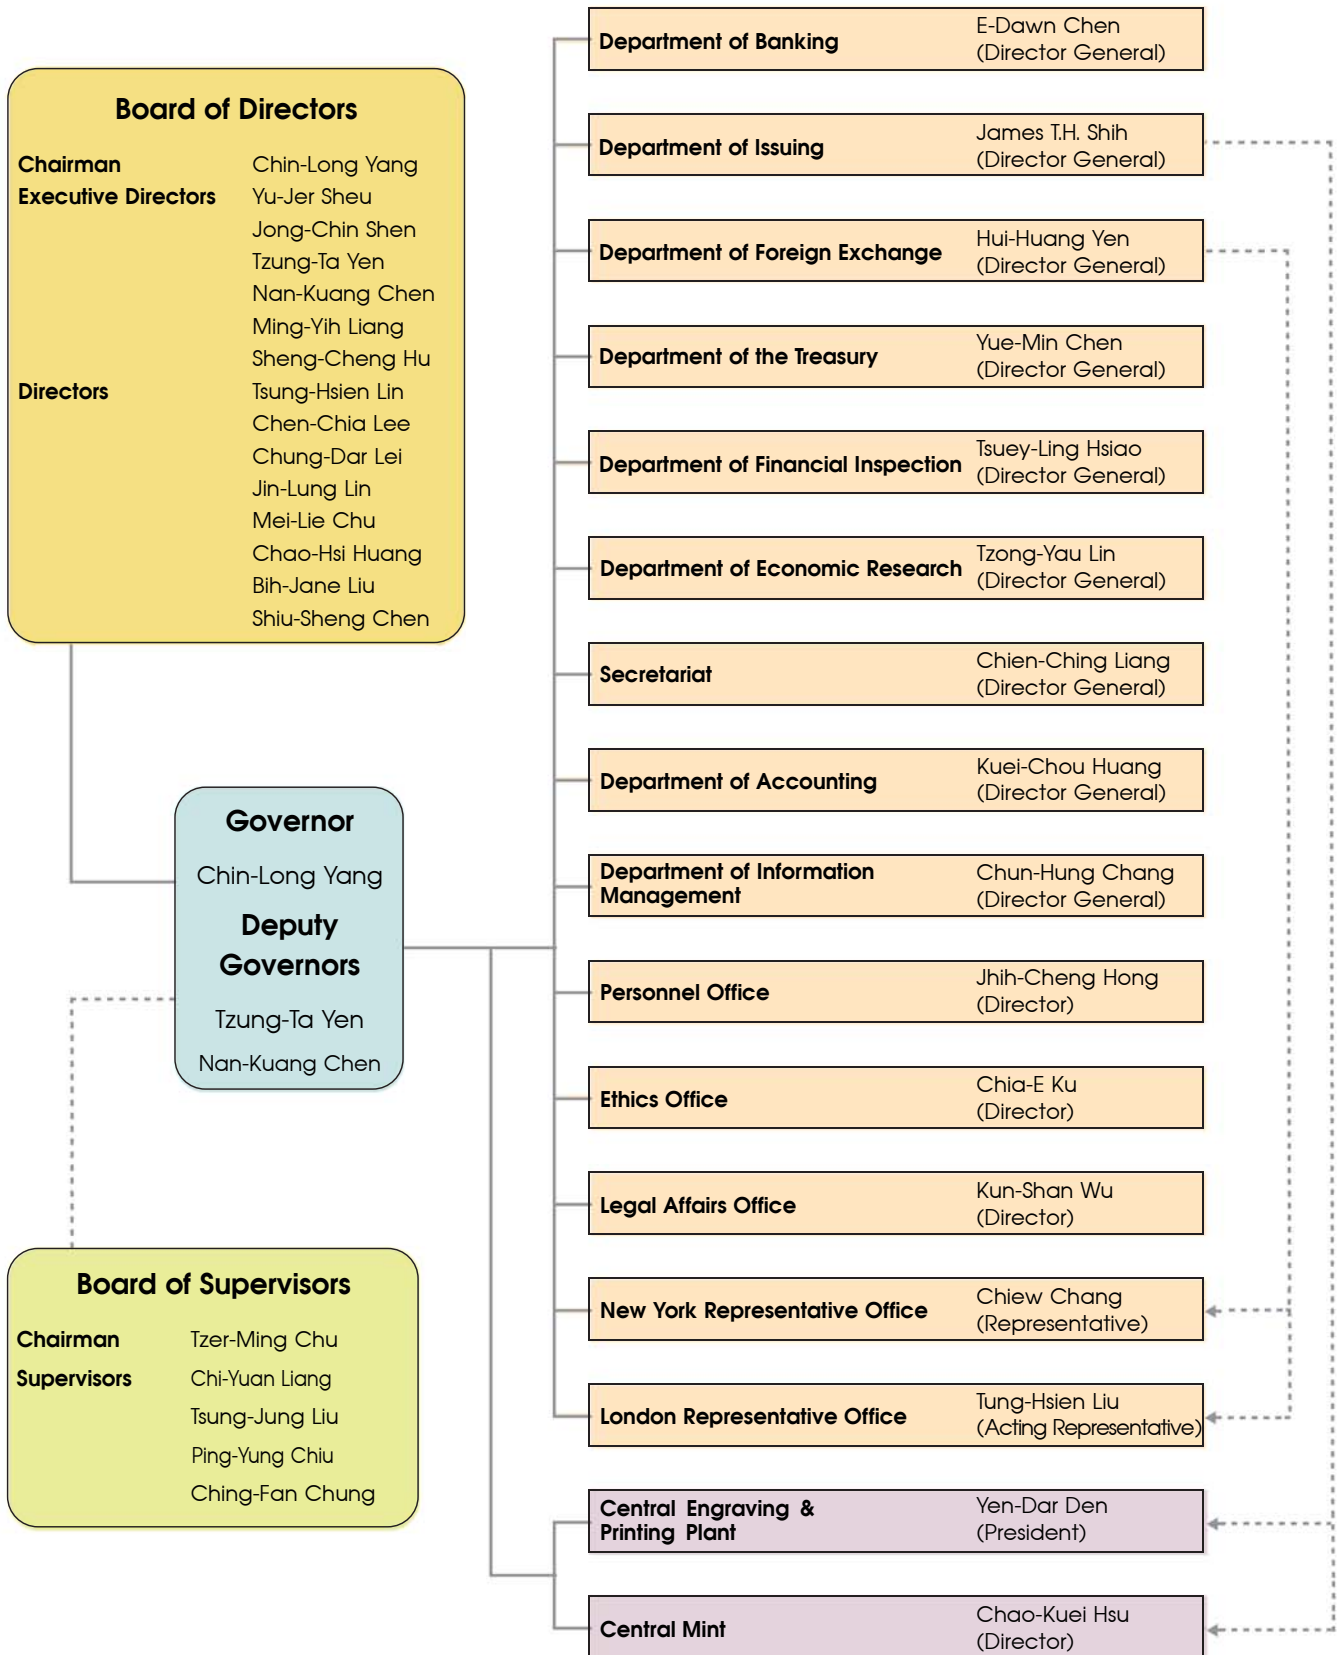 Board of Directors
Chairman Chin-Long Yang
Executive Directors Yu-Jer Sheu
Jong-Chin Shen
Tzung-Ta Yen
Nan-Kuang Chen
Ming-Yih Liang
Sheng-Cheng Hu
Directors Tsung-Hsien Lin
Chen-Chia Lee
Chung-Dar Lei
Jin-Lung Lin
Mei-Lie Chu
Chao-Hsi Huang
Bih-Jane Liu
Shiu-Sheng Chen
Governor
Chin-Long Yang
Deputy
Governors
Tzung-Ta Yen
Nan-Kuang Chen
Board of Supervisors
Chairman Tzer-Ming Chu
Supervisors Chi-Yuan Liang
Tsung-Jung Liu
Ping-Yung Chiu
Ching-Fan Chung
Department of Banking
E-Dawn Chen
(Director General)
Department of Issuing
James T.H. Shih
(Director General)
Department of Foreign Exchange
Hui-Huang Yen
(Director General)
Department of the Treasury
Yue-Min Chen
(Director General)
Department of Financial Inspection
Tsuey-Ling Hsiao
(Director General)
Department of Economic Research
Tzong-Yau Lin
(Director General)
Secretariat
Chien-Ching Liang
(Director General)
Department of Accounting
Kuei-Chou Huang
(Director General)
Department of Information
Management
Chun-Hung Chang
(Director General)
Personnel Office
Jhih-Cheng Hong
(Director)
Ethics Office
Chia-E Ku
(Director)
Legal Affairs Office
Kun-Shan Wu
(Director)
New York Representative Office
Chiew Chang
(Representative)
London Representative Office
Tung-Hsien Liu
(Acting Representative)
Central Engraving &
Printing Plant
Yen-Dar Den
(President)
Central Mint
Chao-Kuei Hsu
(Director)